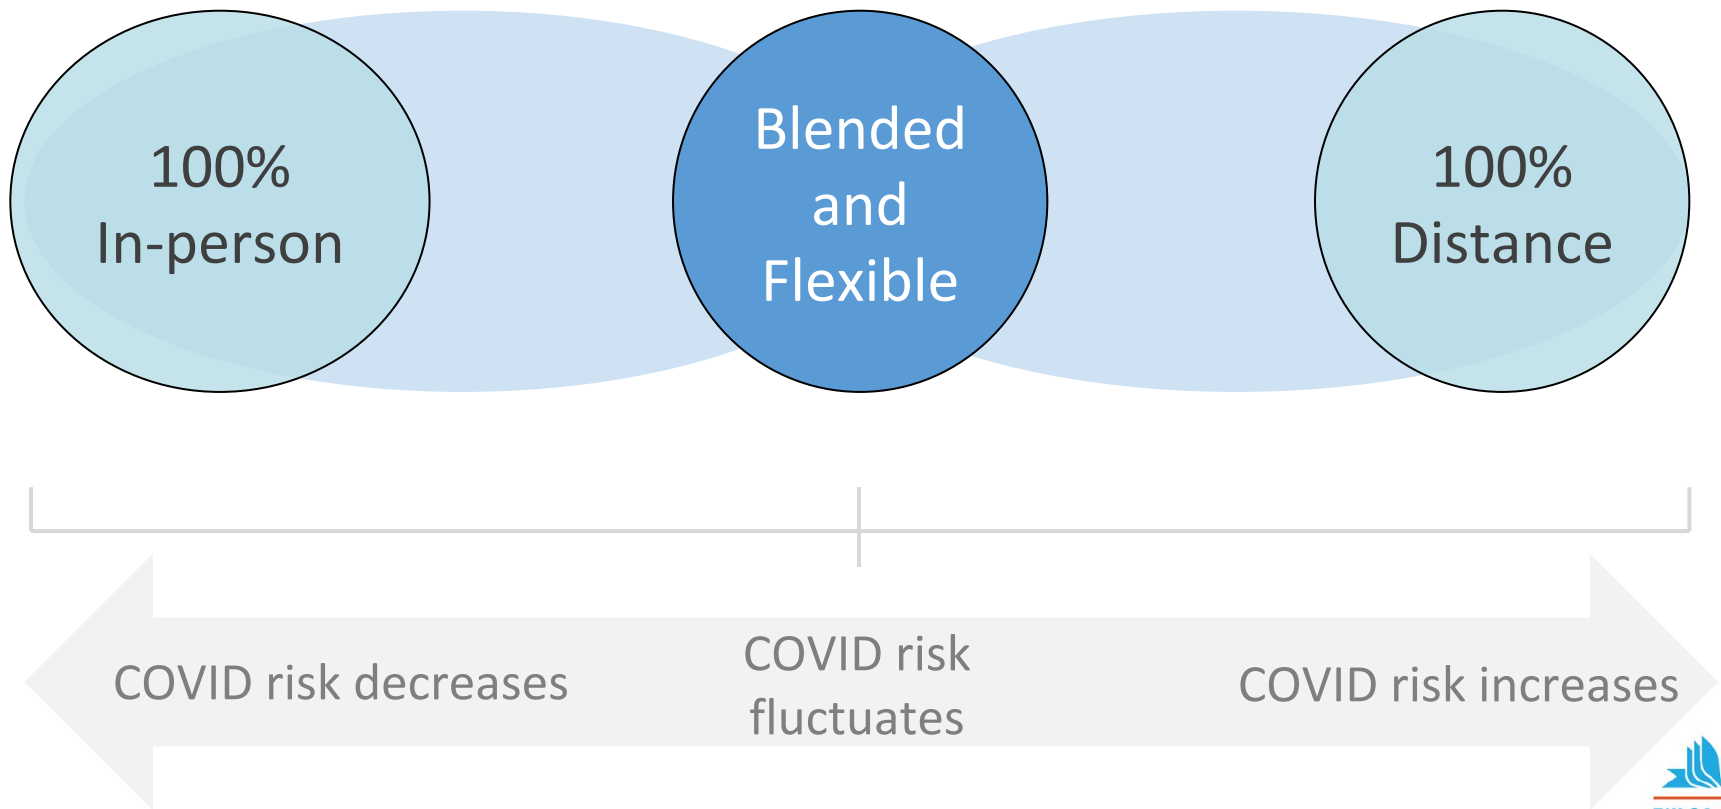 100%
In-person
Blended
and
Flexible
100%
Distance
COVID risk decreases
COVID risk
fluctuates
COVID risk increases